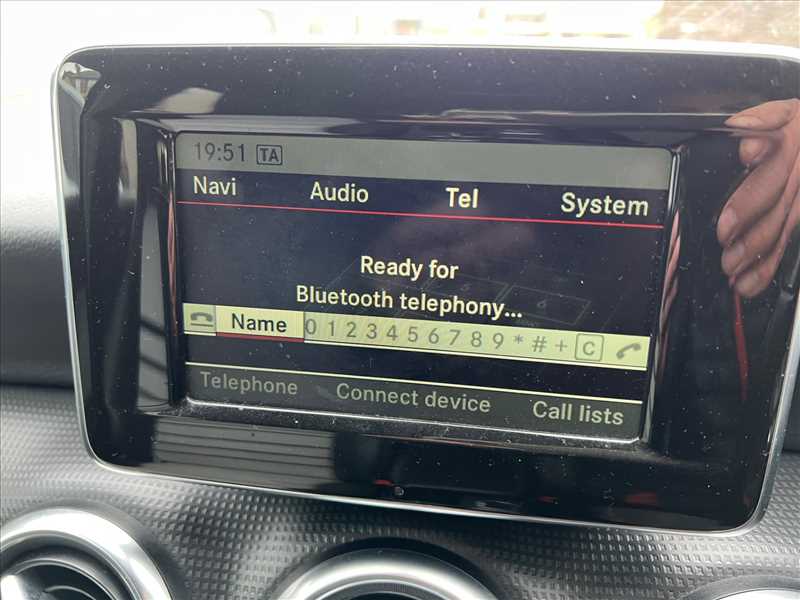 19:51 TA
Navi Audio Tel System
Ready for
Bluetooth telephony...
Name 0 1 2 3 4 5 6 7 8 9 * # + C
Telephone Connect device Call lists